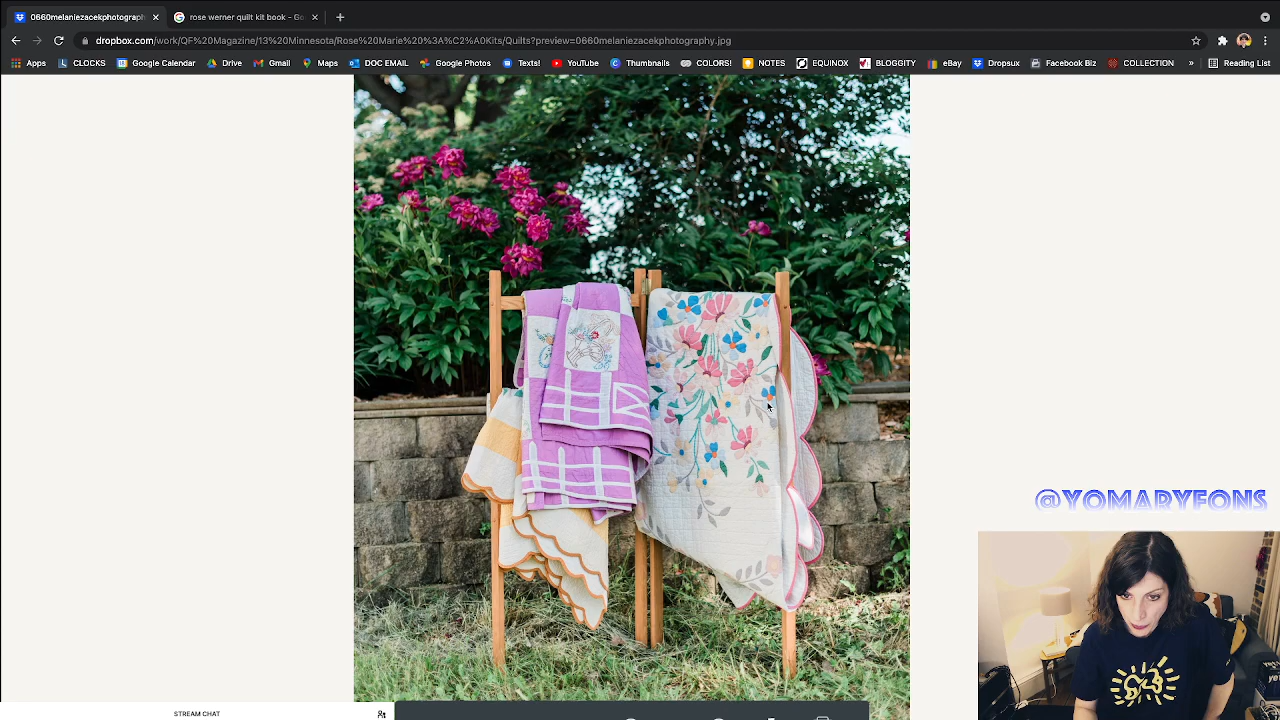 0660melaniezacekphotograph
rose werner quilt kit book - Go
dropbox.com/work/QF%20Magazine/13%20Minnesota/Rose%20Marie%20%3A%C2%A0Kits/Quilts?preview=0660melaniezacekphotography.jpg
Apps CLOCKS Google Calendar Drive Gmail Maps DOC EMAIL Google Photos Texts! YouTube Thumbnails COLORS! NOTES EQUINOX BLOGGITY eBay Dropsux Facebook Biz COLLECTION » Reading List
@YOMARYFONS
STREAM CHAT